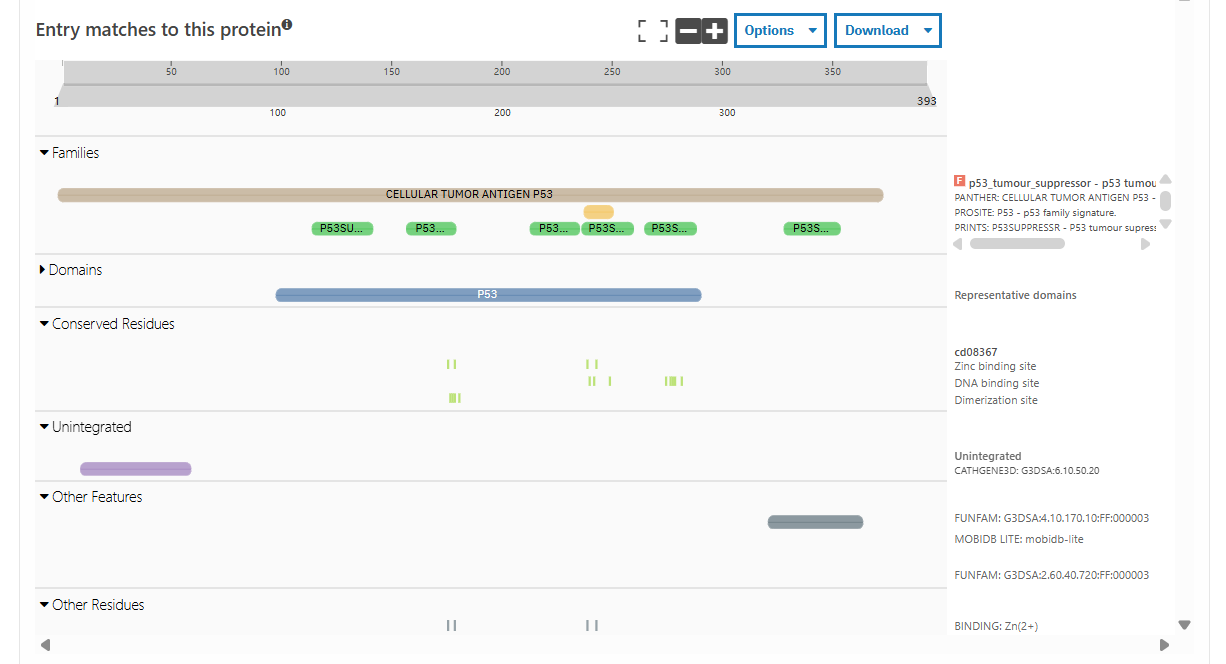 Entry matches to this protein
Options
Download
50 100 150 200 250 300 350
1 393
100 200 300
Families
CELLULAR TUMOR ANTIGEN P53
P53SU... P53... P53... P53S... P53S... P53S...
F p53_tumour_suppressor - p53 tumou
PANTHER: CELLULAR TUMOR ANTIGEN P53 -
PROSITE: P53 - p53 family signature.
PRINTS: P53SUPPRESSR - P53 tumour supress
Domains
P53
Representative domains
Conserved Residues
cd08367
Zinc binding site
DNA binding site
Dimerization site
Unintegrated
Unintegrated
CATHGENE3D: G3DSA:6.10.50.20
Other Features
FUNFAM: G3DSA:4.10.170.10:FF:000003
MOBIDB LITE: mobidb-lite
FUNFAM: G3DSA:2.60.40.720:FF:000003
Other Residues
BINDING: Zn(2+)